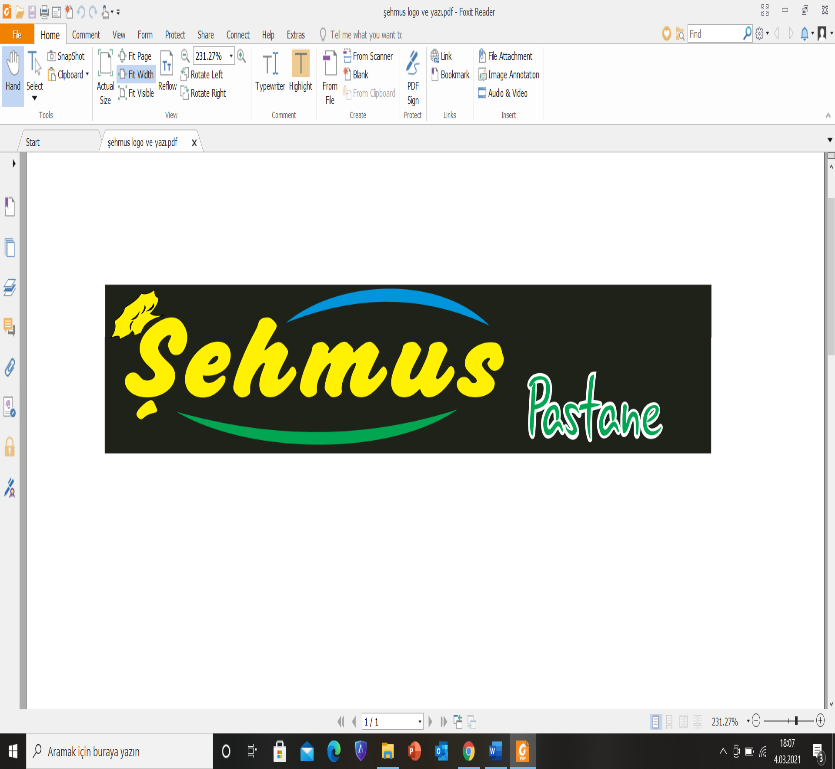 şehmus logo ve yazı.pdf - Foxit Reader
File Home Comment View Form Protect Share Connect Help Extras Tell me what you want to Find
Hand Select SnapShot Clipboard Actual Size Fit Page Fit Width Fit Visible Reflow 231.27% Rotate Left Rotate Right Typewriter Highlight From File From Scanner Blank From Clipboard PDF Sign Link Bookmark File Attachment Image Annotation Audio & Video
Tools View Comment Create Protect Links Insert
Start şehmus logo ve yazı.pdf x
Şehmus
Pastane
1 / 1 231.27%
Aramak için buraya yazın
18:07
4.03.2021
3